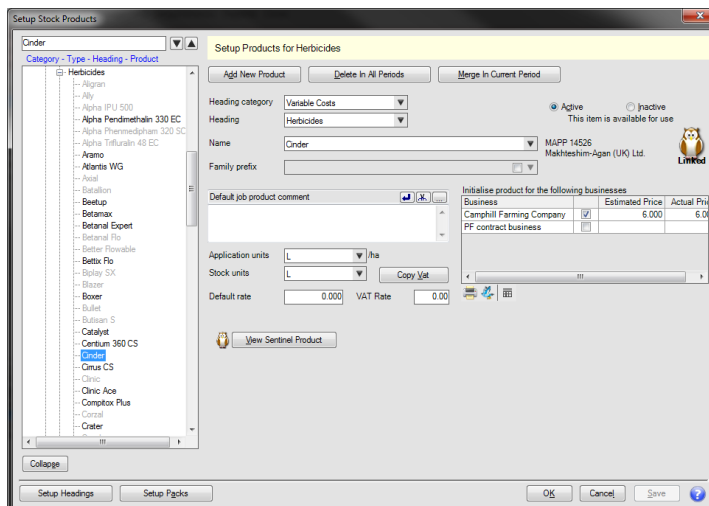 Setup Stock Products
Cinder
Category - Type - Heading - Product
Herbicides
Aligran
Ally
Alpha IPU 500
Alpha Pendimethalin 330 EC
Alpha Phenmedipham 320 SC
Alpha Trifluralin 48 EC
Aramo
Atlantis WG
Axial
Batallion
Beetup
Betamax
Betanal Expert
Betanal Flo
Better Flowable
Bettix Flo
Biplay SX
Blazer
Boxer
Bullet
Butisan S
Catalyst
Centium 360 CS
Cinder
Cirrus CS
Clinic
Clinic Ace
Compitox Plus
Corzal
Crater
Collapse
Setup Products for Herbicides
Add New Product
Delete In All Periods
Merge In Current Period
Heading category
Variable Costs
Active
Inactive
Heading
Herbicides
This item is available for use
Name
Cinder
MAPP 14526
Makhteshim-Agan (UK) Ltd.
Linked
Family prefix
Default job product comment
...
Initialise product for the following businesses
Business
Estimated Price
Actual Pri
Camphill Farming Company
6.000
6.00
PF contract business
Application units
L
/ha
Stock units
L
Copy Vat
Default rate
0.000
VAT Rate
0.00
View Sentinel Product
Setup Headings
Setup Packs
OK
Cancel
Save
?